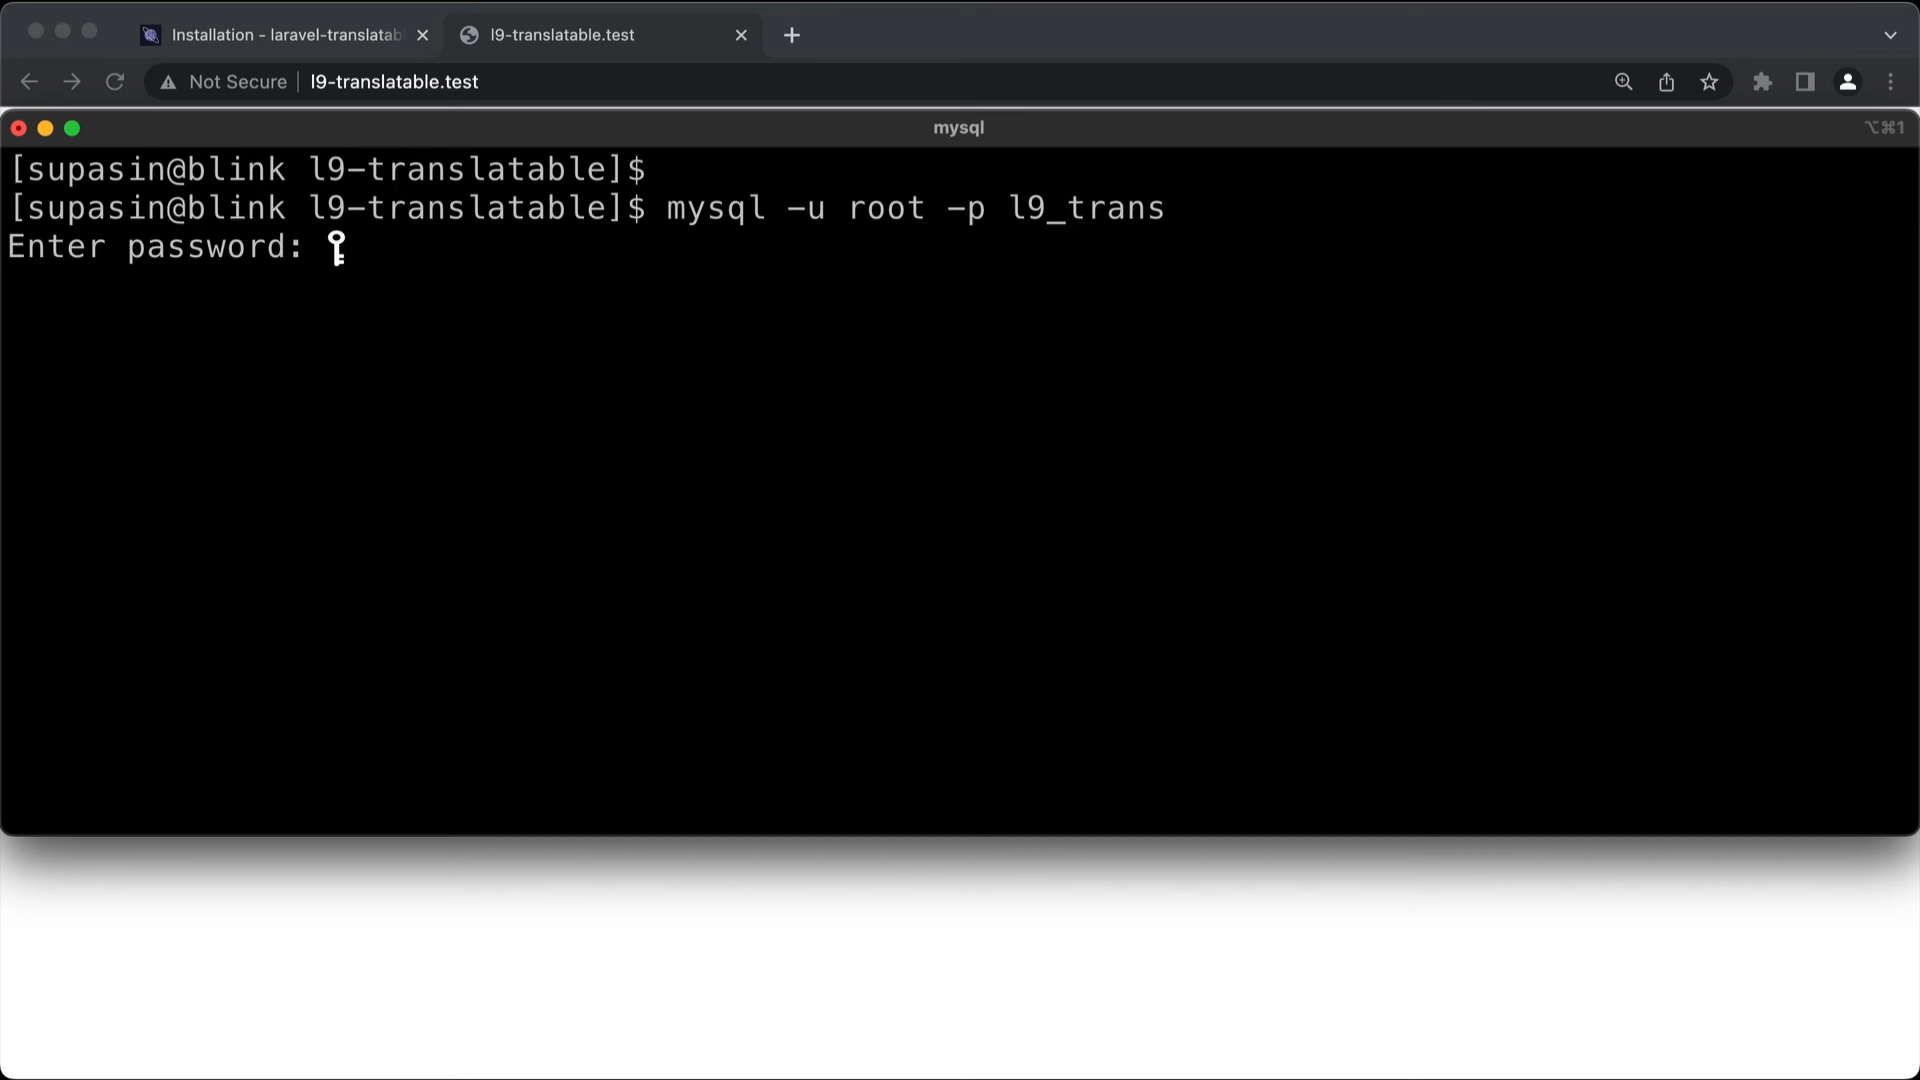 Installation - laravel-translatab
l9-translatable.test
Not Secure
l9-translatable.test
mysql
⌥⌘1
[supasin@blink l9-translatable]$
[supasin@blink l9-translatable]$ mysql -u root -p l9_trans
Enter password: